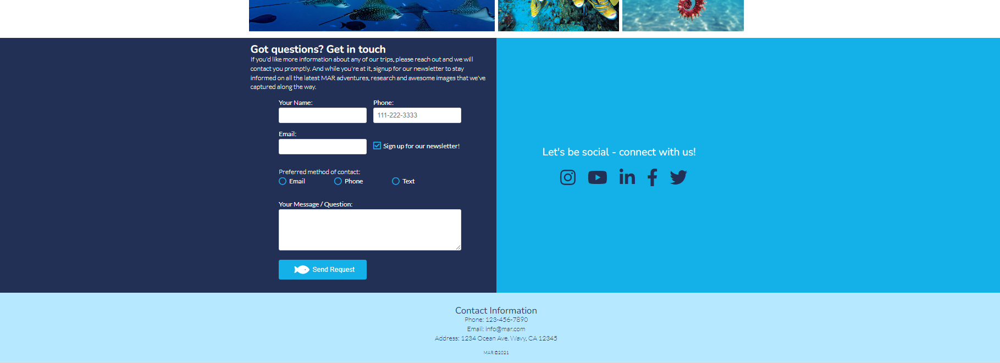 Got questions? Get in touch
If you'd like more information about any of our trips, please reach out and we will
contact you promptly. And while you're at it, signup for our newsletter to stay
informed on all the latest MAR adventures, research and awesome images that we've
captured along the way.
Your Name:
Phone:
111-222-3333
Email:
Sign up for our newsletter!
Preferred method of contact:
Email
Phone
Text
Your Message / Question:
Send Request
Let's be social - connect with us!
Contact Information
Phone: 123-456-7890
Email: info@mar.com
Address: 1234 Ocean Ave. Wavy, CA 12345
MAR ©2021